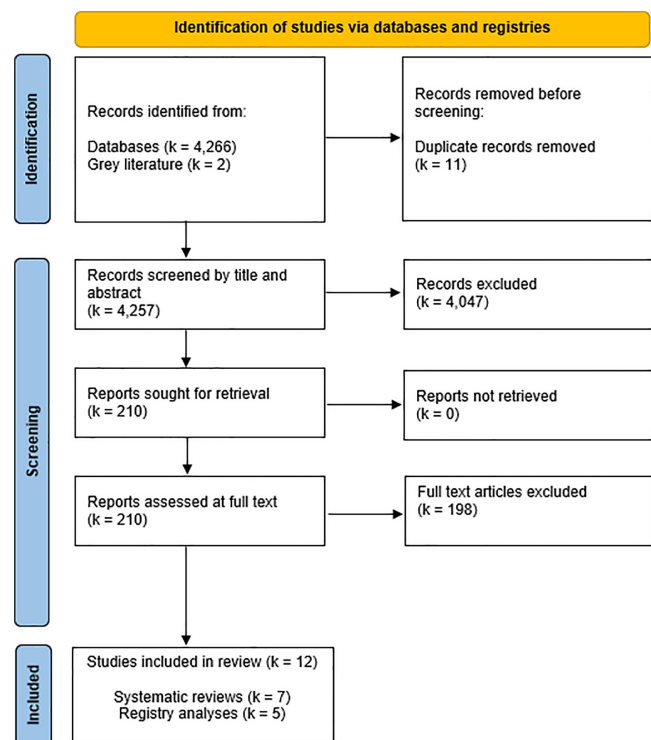 Identification of studies via databases and registries
Identification
Records identified from:
Databases (k = 4,266)
Grey literature (k = 2)
Records removed before
screening:
Duplicate records removed
(k = 11)
Screening
Records screened by title and
abstract
(k = 4,257)
Records excluded
(k = 4,047)
Reports sought for retrieval
(k = 210)
Reports not retrieved
(k = 0)
Reports assessed at full text
(k = 210)
Full text articles excluded
(k = 198)
Included
Studies included in review (k = 12)
Systematic reviews (k = 7)
Registry analyses (k = 5)